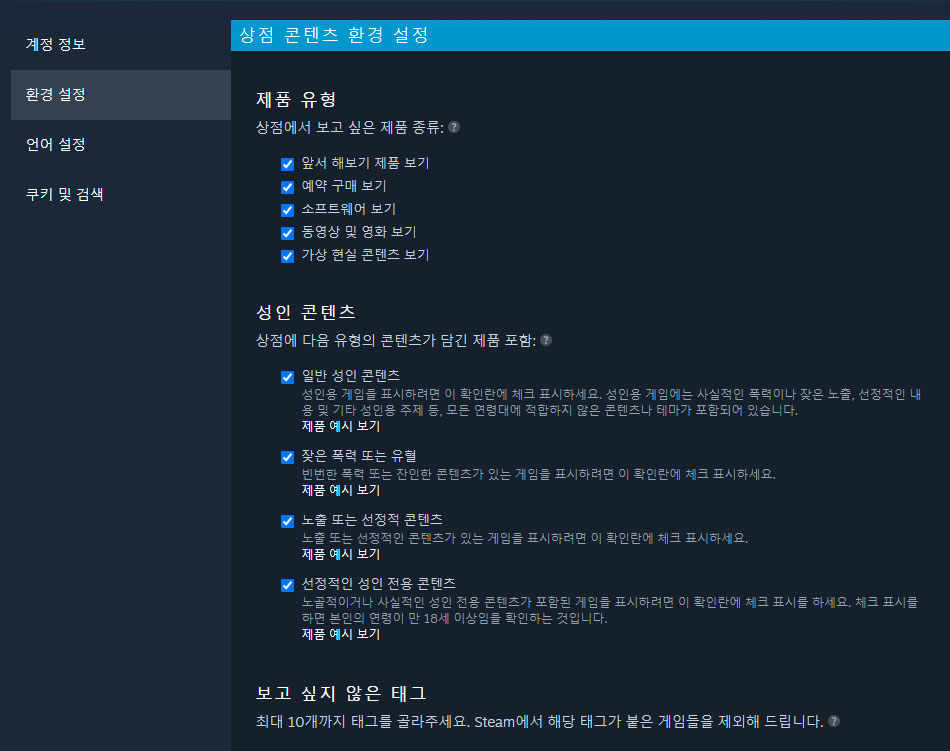 상점 콘텐츠 환경 설정
계정 정보
환경 설정
언어 설정
쿠키 및 검색
제품 유형
상점에서 보고 싶은 제품 종류: ?
앞서 해보기 제품 보기
예약 구매 보기
소프트웨어 보기
동영상 및 영화 보기
가상 현실 콘텐츠 보기
성인 콘텐츠
상점에 다음 유형의 콘텐츠가 담긴 제품 포함: ?
일반 성인 콘텐츠
성인용 게임을 표시하려면 이 확인란에 체크 표시하세요. 성인용 게임에는 사실적인 폭력이나 잦은 노출, 선정적인 내
용 및 기타 성인용 주제 등, 모든 연령대에 적합하지 않은 콘텐츠나 테마가 포함되어 있습니다.
제품 예시 보기
잦은 폭력 또는 유혈
빈번한 폭력 또는 잔인한 콘텐츠가 있는 게임을 표시하려면 이 확인란에 체크 표시하세요.
제품 예시 보기
노출 또는 선정적 콘텐츠
노출 또는 선정적인 콘텐츠가 있는 게임을 표시하려면 이 확인란에 체크 표시하세요.
제품 예시 보기
선정적인 성인 전용 콘텐츠
노골적이거나 사실적인 성인 전용 콘텐츠가 포함된 게임을 표시하려면 이 확인란에 체크 표시를 하세요. 체크 표시를
하면 본인의 연령이 만 18세 이상임을 확인하는 것입니다.
제품 예시 보기
보고 싶지 않은 태그
최대 10개까지 태그를 골라주세요. Steam에서 해당 태그가 붙은 게임들을 제외해 드립니다. ?